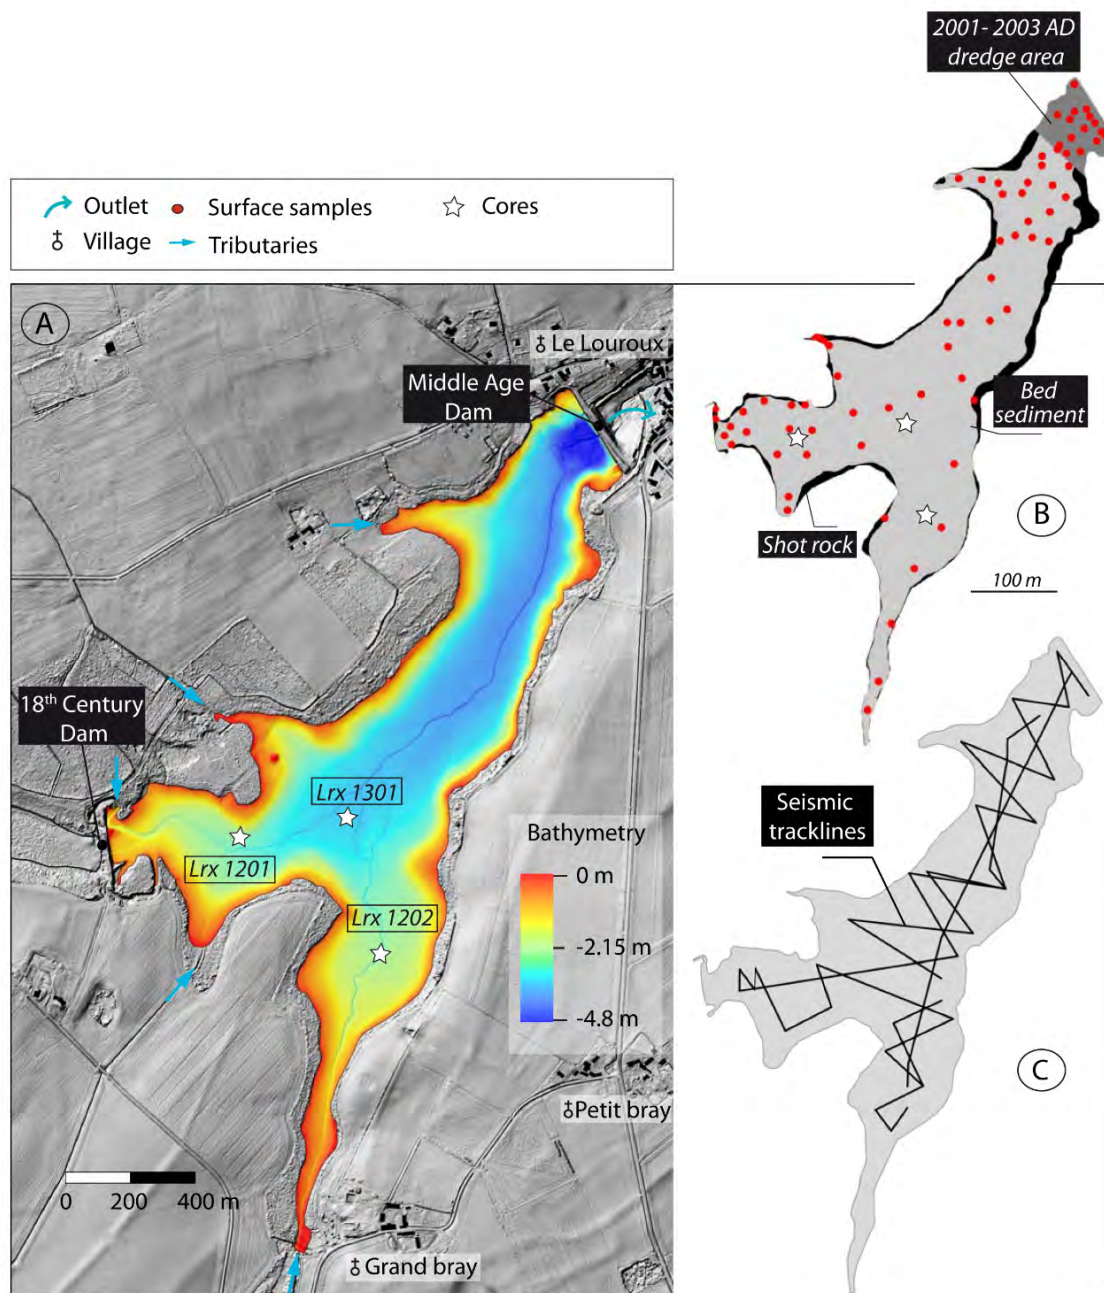 2001- 2003 AD
dredge area
Outlet
Surface samples
Cores
Village
Tributaries
A
Le Louroux
Middle Age
Dam
18th Century
Dam
Lrx 1301
Lrx 1201
Lrx 1202
Bathymetry
0 m
-2.15 m
-4.8 m
Petit bray
Grand bray
0 200 400 m
Bed
sediment
Shot rock
B
100 m
Seismic
tracklines
C